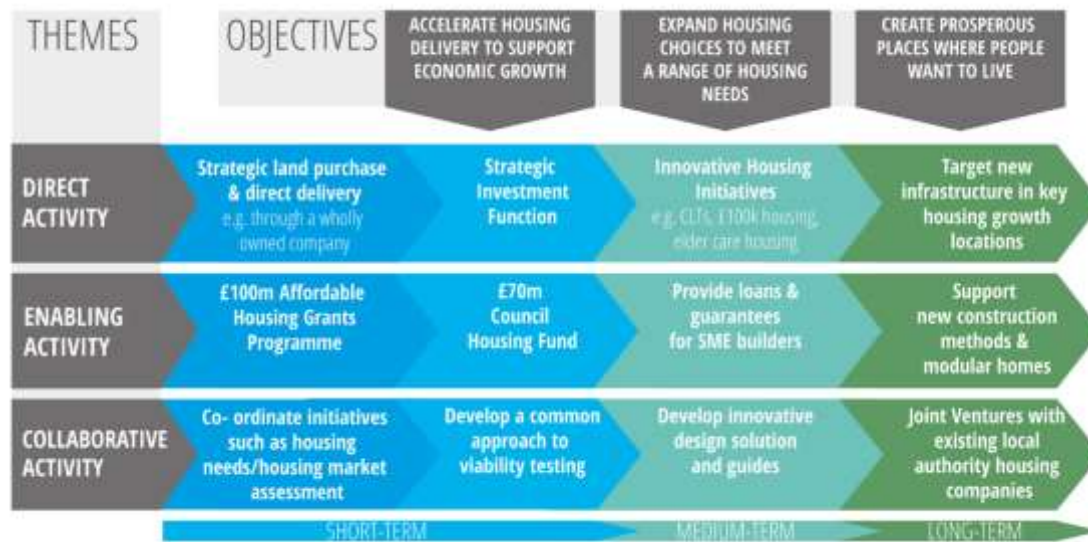 THEMES
OBJECTIVES
ACCELERATE HOUSING
DELIVERY TO SUPPORT
ECONOMIC GROWTH
EXPAND HOUSING
CHOICES TO MEET
A RANGE OF HOUSING
NEEDS
CREATE PROSPEROUS
PLACES WHERE PEOPLE
WANT TO LIVE
DIRECT
ACTIVITY
Strategic land purchase
& direct delivery
e.g. through a wholly
owned company
Strategic
Investment
Function
Innovative Housing
Initiatives
e.g. CLTs, £100k housing,
elder care housing
Target new
infrastructure in key
housing growth
locations
ENABLING
ACTIVITY
£100m Affordable
Housing Grants
Programme
£70m
Council
Housing Fund
Provide loans &
guarantees
for SME builders
Support
new construction
methods &
modular homes
COLLABORATIVE
ACTIVITY
Co- ordinate initiatives
such as housing
needs/housing market
assessment
Develop a common
approach to
viability testing
Develop innovative
design solution
and guides
Joint Ventures with
existing local
authority housing
companies
SHORT-TERM
MEDIUM-TERM
LONG-TERM